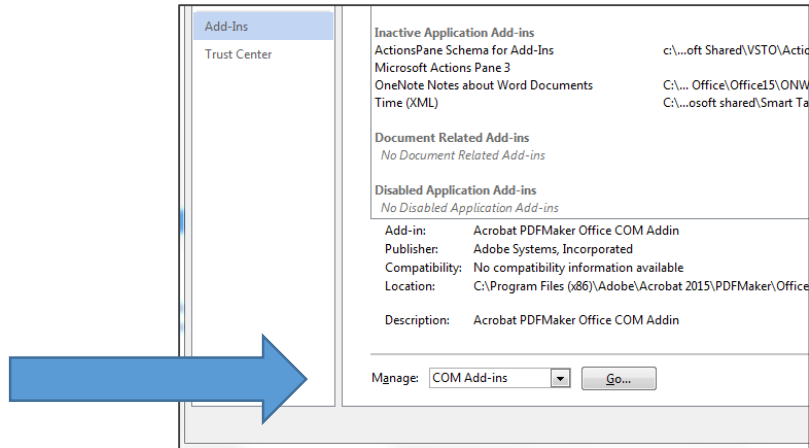 Add-Ins
Trust Center
Inactive Application Add-ins
ActionsPane Schema for Add-Ins c:\...oft Shared\VSTO\Actio
Microsoft Actions Pane 3
OneNote Notes about Word Documents C:\... Office\Office15\ONW
Time (XML) C:\...osoft shared\Smart Ta
Document Related Add-ins
No Document Related Add-ins
Disabled Application Add-ins
No Disabled Application Add-ins
Add-in: Acrobat PDFMaker Office COM Addin
Publisher: Adobe Systems, Incorporated
Compatibility: No compatibility information available
Location: C:\Program Files (x86)\Adobe\Acrobat 2015\PDFMaker\Office
Description: Acrobat PDFMaker Office COM Addin
Manage: COM Add-ins Go...